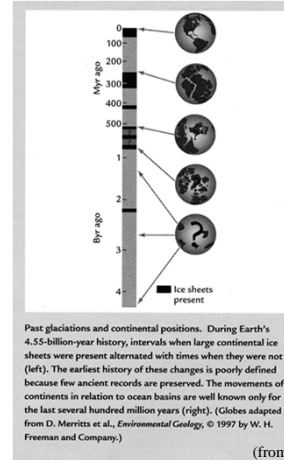 0
100
200
300
400
500
1
2
3
4
Myr ago
Byr ago
Ice sheets
present
Past glaciations and continental positions. During Earth's
4.55-billion-year history, intervals when large continental ice
sheets were present alternated with times when they were not
(left). The earliest history of these changes is poorly defined
because few ancient records are preserved. The movements of
continents in relation to ocean basins are well known only for
the last several hundred million years (right). (Globes adapted
from D. Merritts et al., Environmental Geology, © 1997 by W. H.
Freeman and Company.)
(from